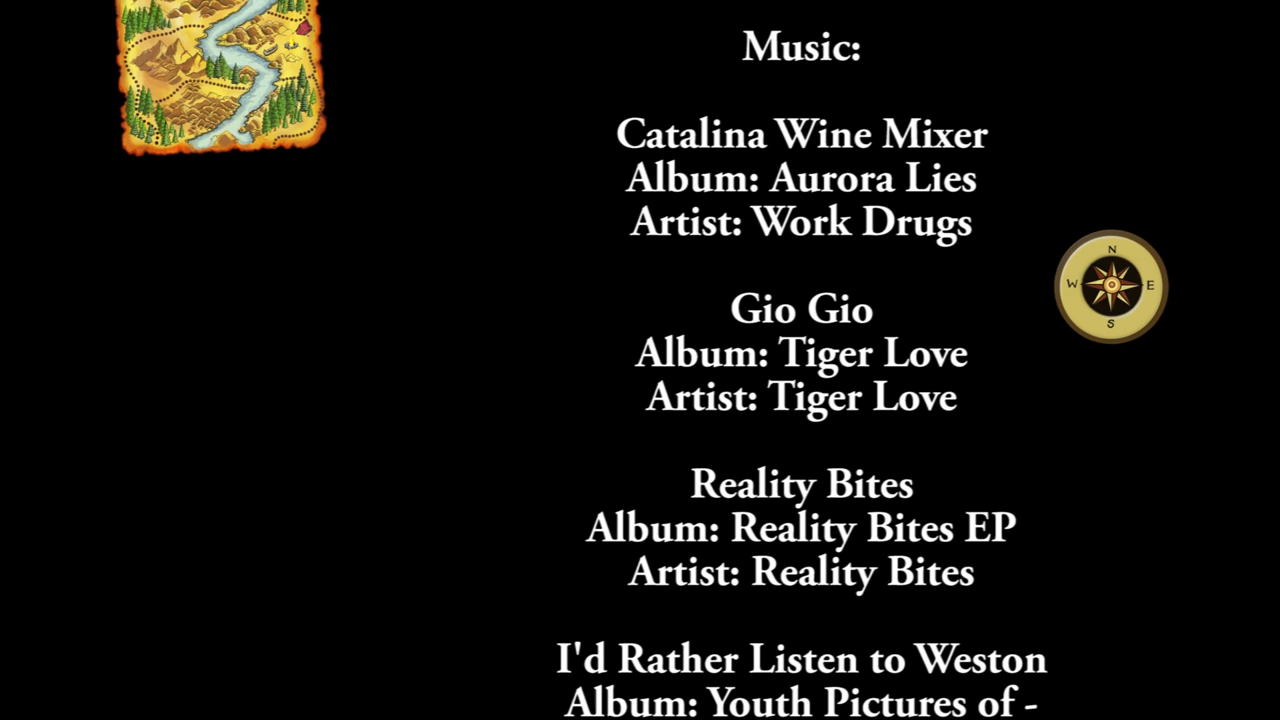 Music:
Catalina Wine Mixer
Album: Aurora Lies
Artist: Work Drugs
N
W
E
S
Gio Gio
Album: Tiger Love
Artist: Tiger Love
Reality Bites
Album: Reality Bites EP
Artist: Reality Bites
I'd Rather Listen to Weston
Album: Youth Pictures of -